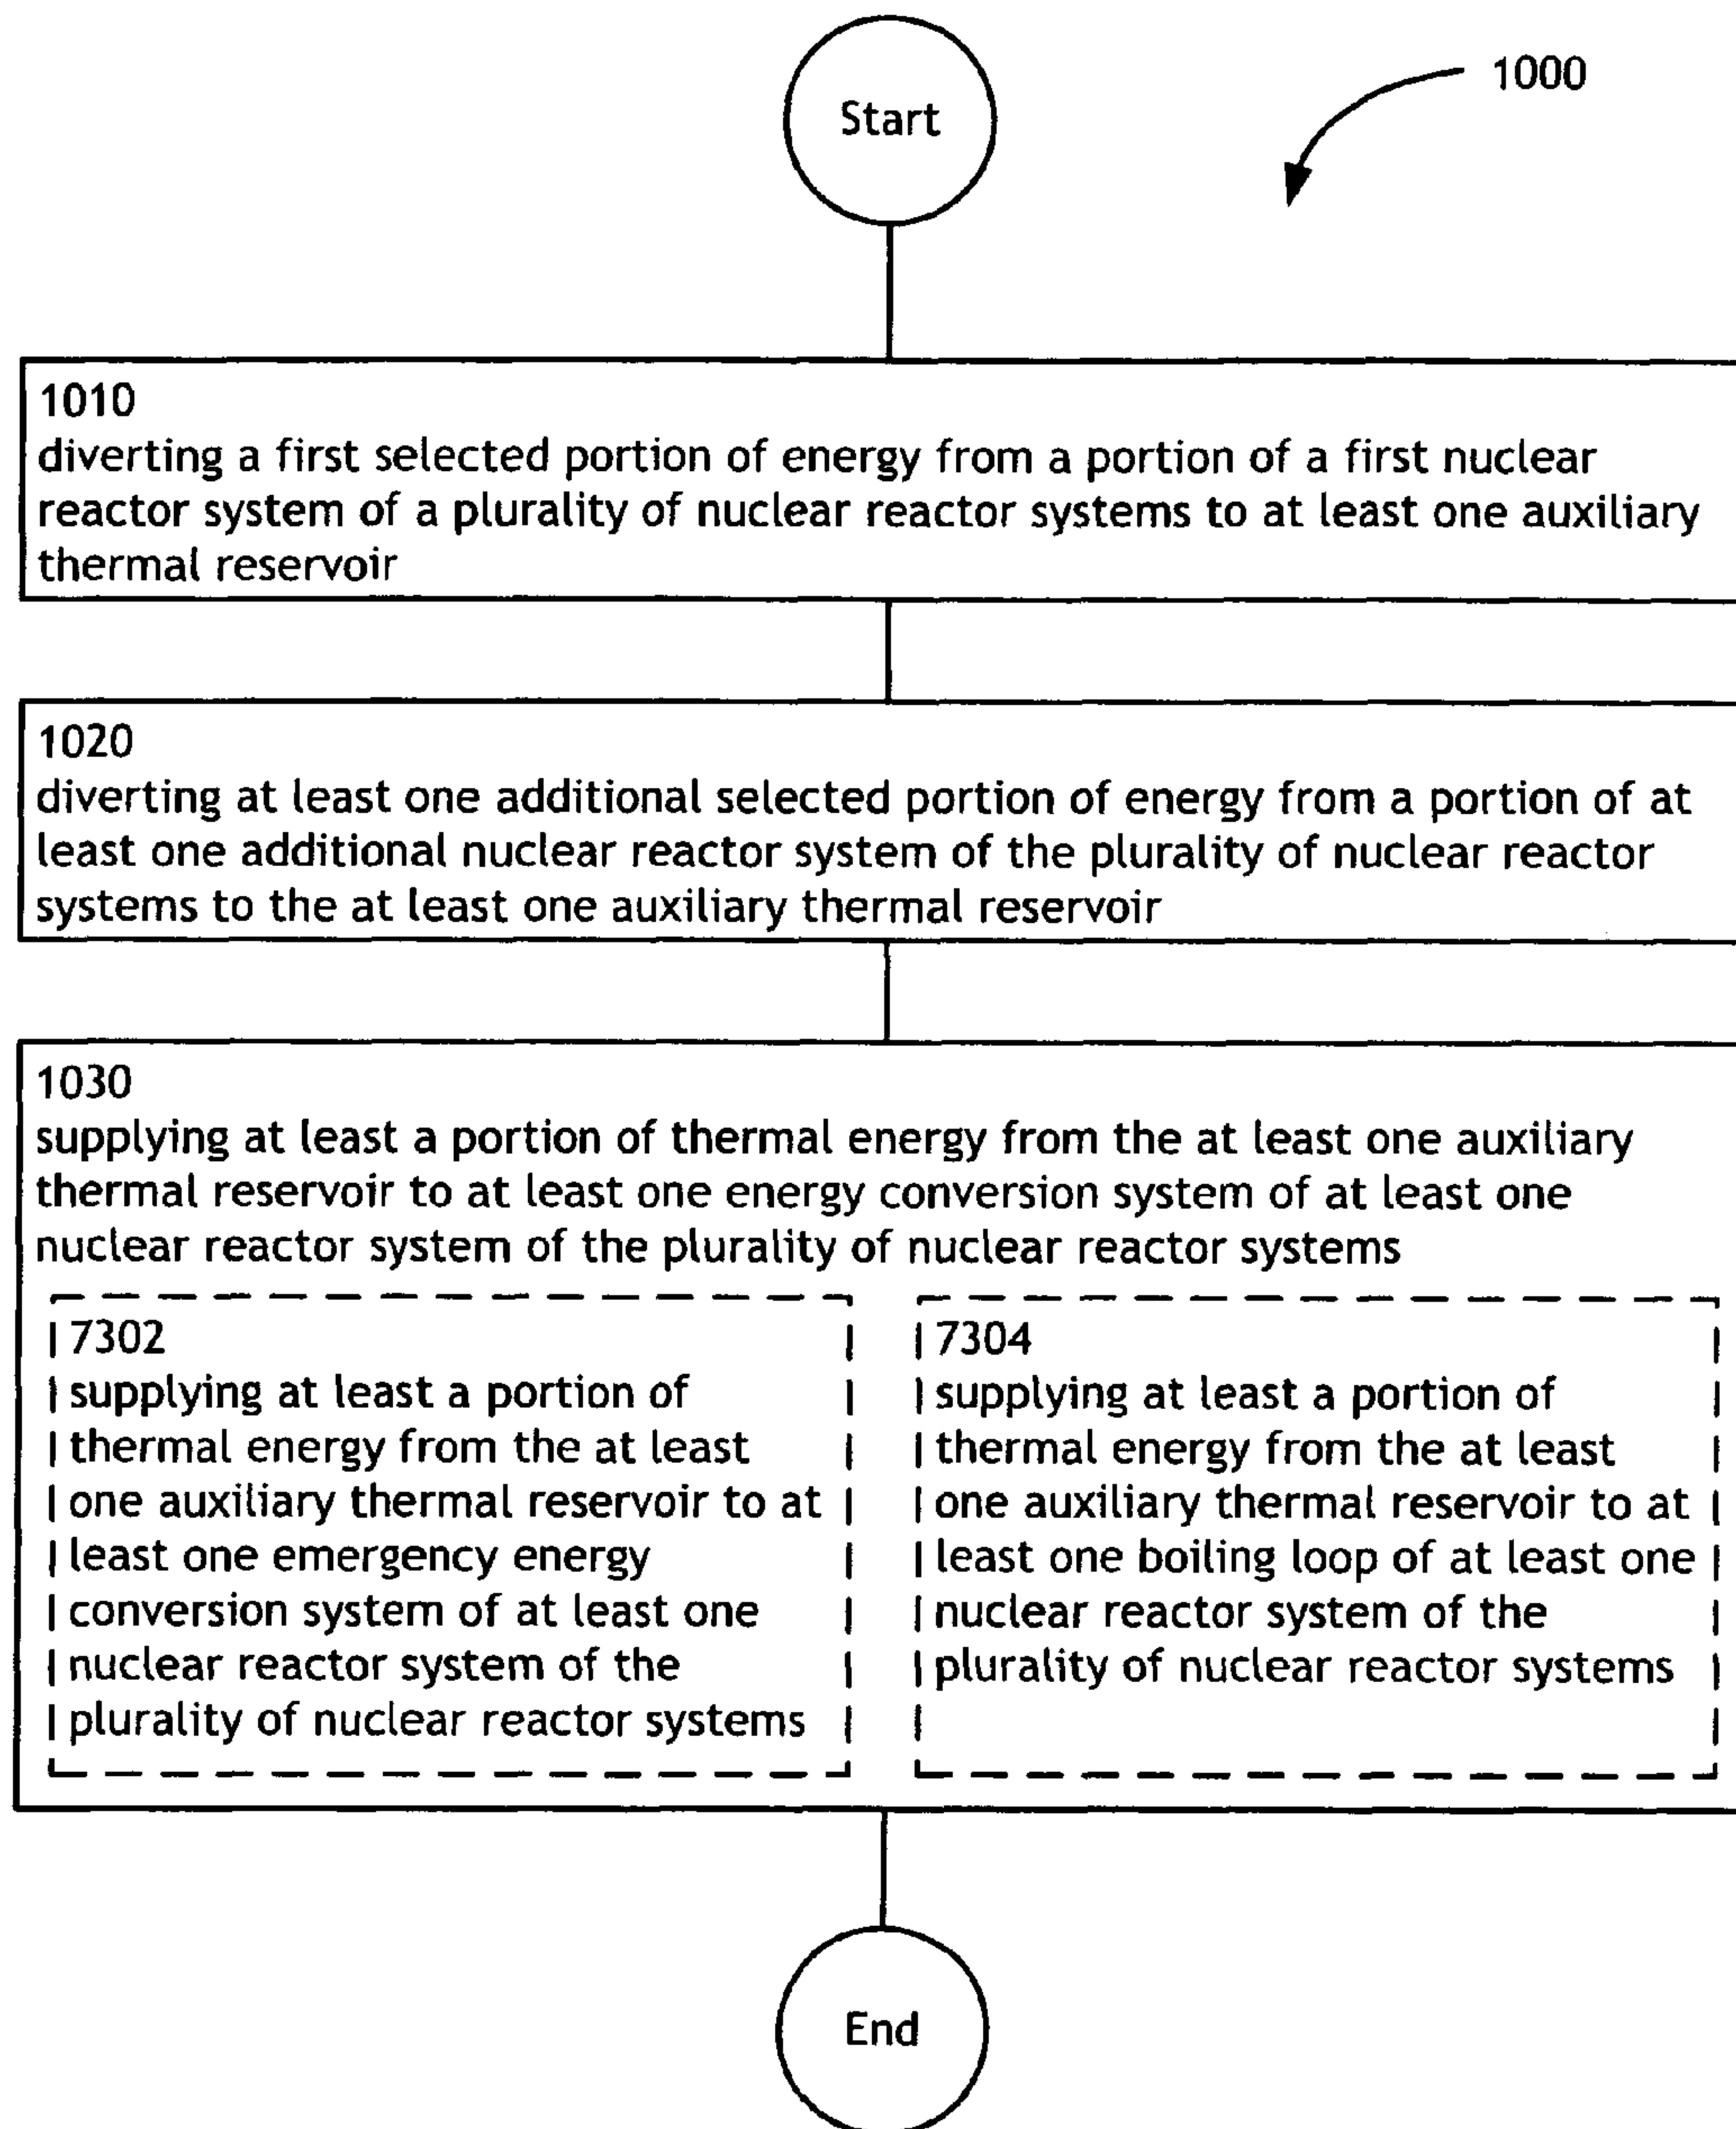 Start
1000
1010
diverting a first selected portion of energy from a portion of a first nuclear
reactor system of a plurality of nuclear reactor systems to at least one auxiliary
thermal reservoir
1020
diverting at least one additional selected portion of energy from a portion of at
least one additional nuclear reactor system of the plurality of nuclear reactor
systems to the at least one auxiliary thermal reservoir
1030
supplying at least a portion of thermal energy from the at least one auxiliary
thermal reservoir to at least one energy conversion system of at least one
nuclear reactor system of the plurality of nuclear reactor systems
7302
supplying at least a portion of
thermal energy from the at least
one auxiliary thermal reservoir to at
least one emergency energy
conversion system of at least one
nuclear reactor system of the
plurality of nuclear reactor systems
7304
supplying at least a portion of
thermal energy from the at least
one auxiliary thermal reservoir to at
least one boiling loop of at least one
nuclear reactor system of the
plurality of nuclear reactor systems
End